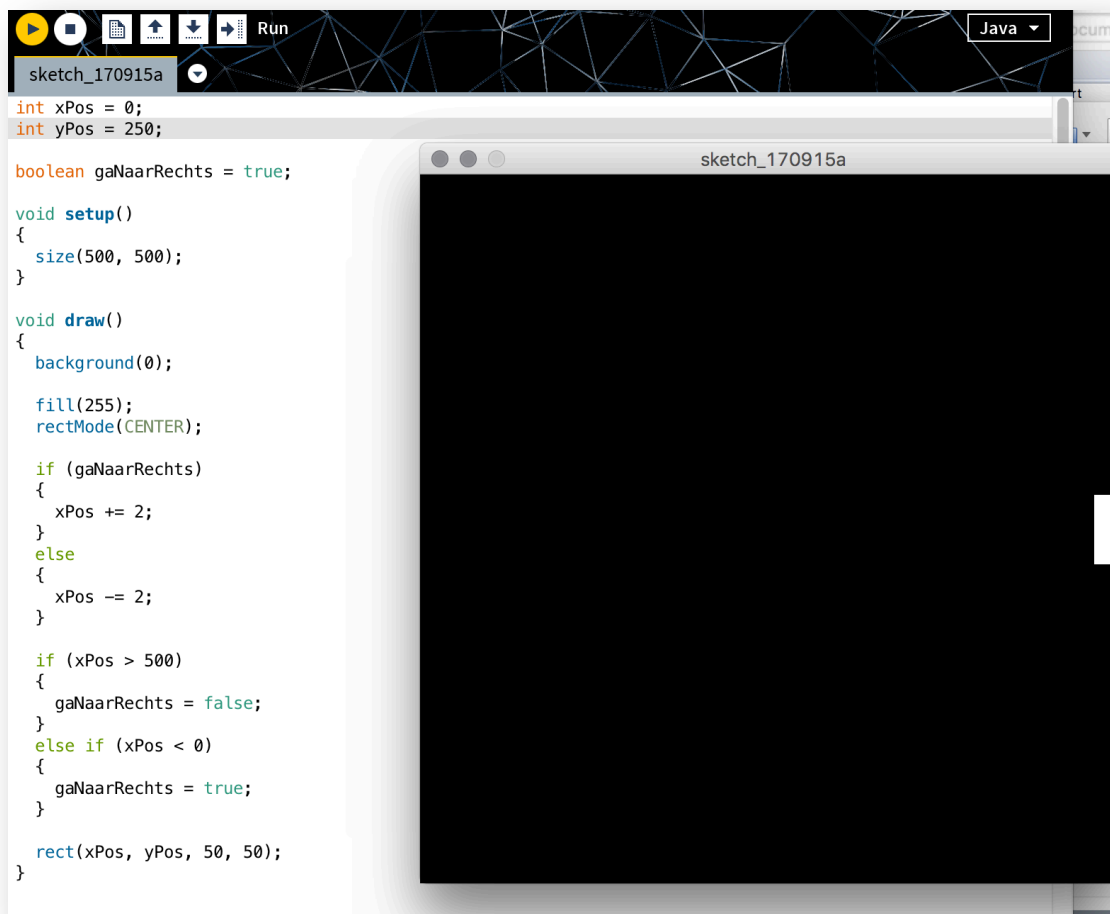 Run
Java
sketch_170915a
int xPos = 0;
int yPos = 250;
boolean gaNaarRechts = true;
void setup()
{
size(500, 500);
}
void draw()
{
background(0);
fill(255);
rectMode(CENTER);
if (gaNaarRechts)
{
xPos += 2;
}
else
{
xPos -= 2;
}
if (xPos > 500)
{
gaNaarRechts = false;
}
else if (xPos < 0)
{
gaNaarRechts = true;
}
rect(xPos, yPos, 50, 50);
}
sketch_170915a